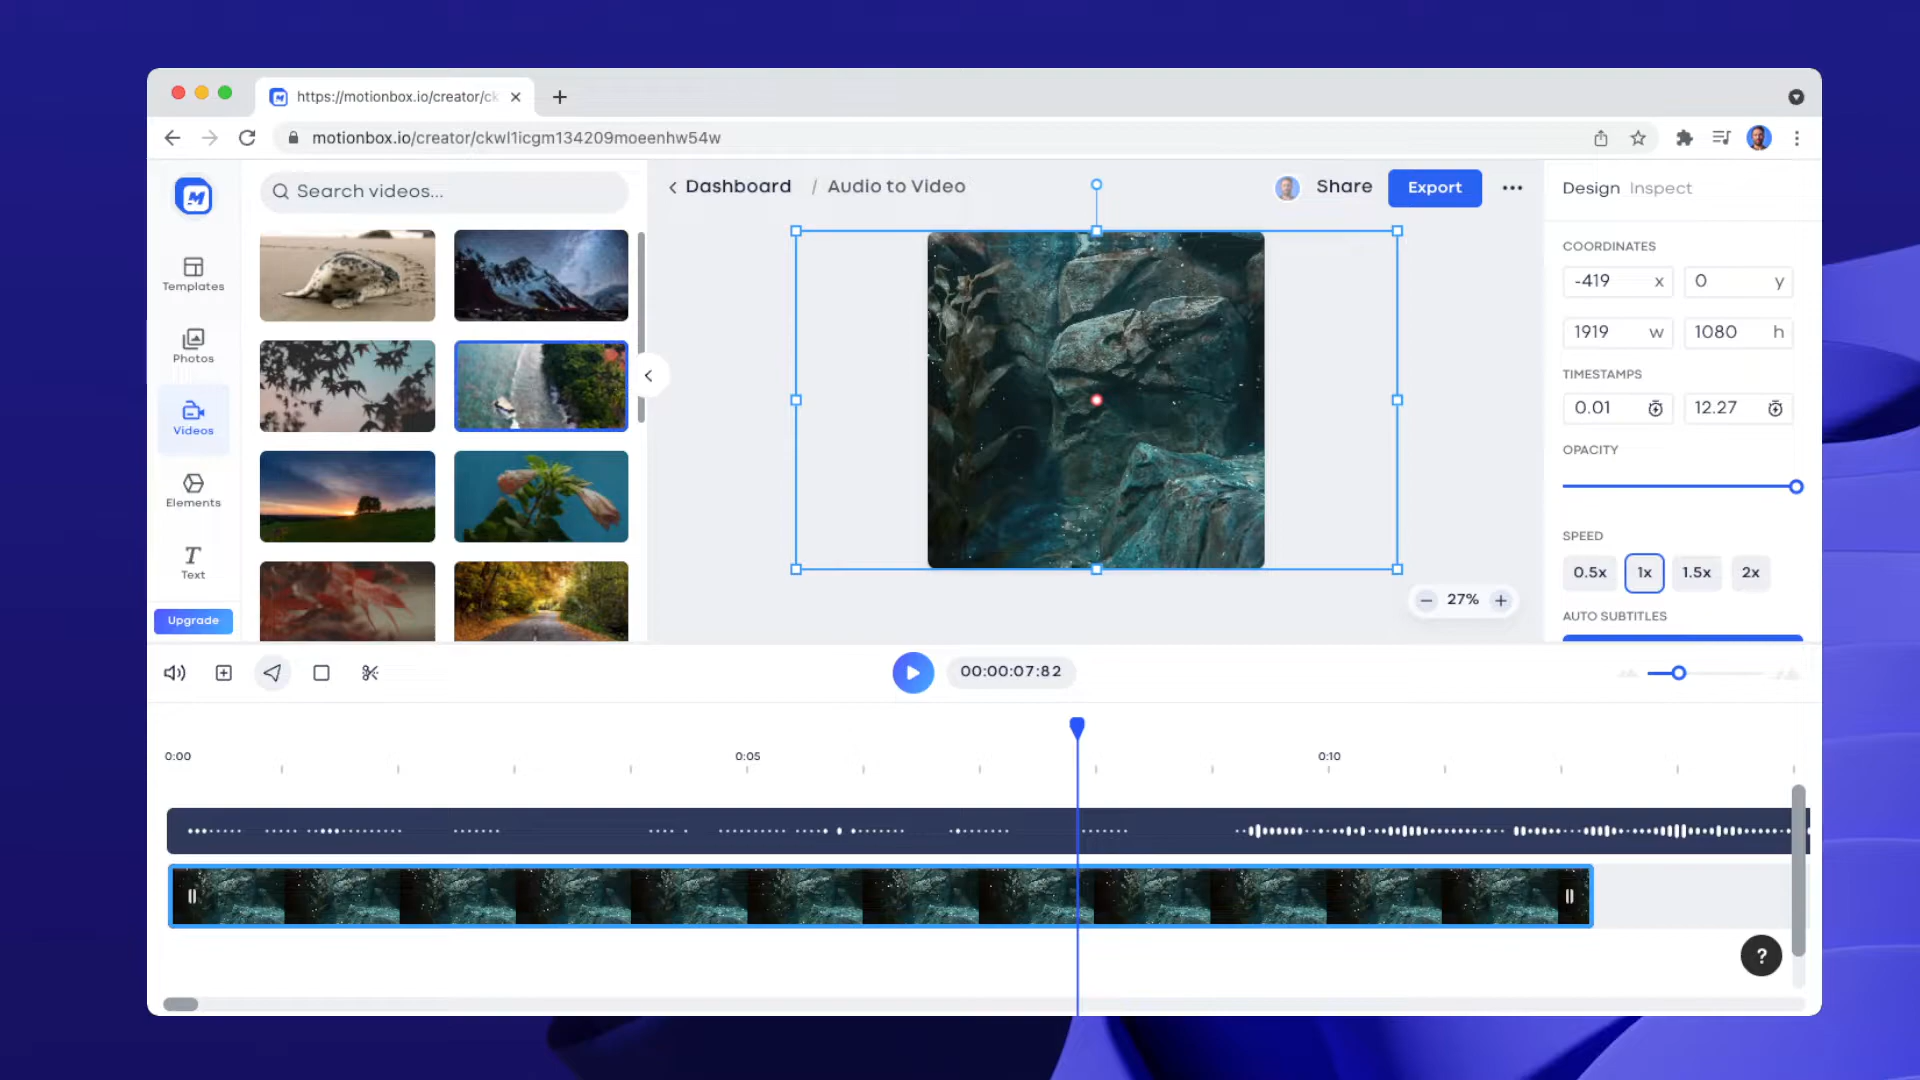 https://motionbox.io/creator/ck
motionbox.io/creator/ckwl1icgm134209moeenhw54w
Search videos...
Dashboard / Audio to Video
Share
Export
Design Inspect
Templates
Photos
Videos
Elements
Text
Upgrade
COORDINATES
-419 x 0 y
1919 w 1080 h
TIMESTAMPS
0.01 12.27
OPACITY
SPEED
0.5x 1x 1.5x 2x
AUTO SUBTITLES
27%
00:00:07:82
0:00 0:05 0:10
?